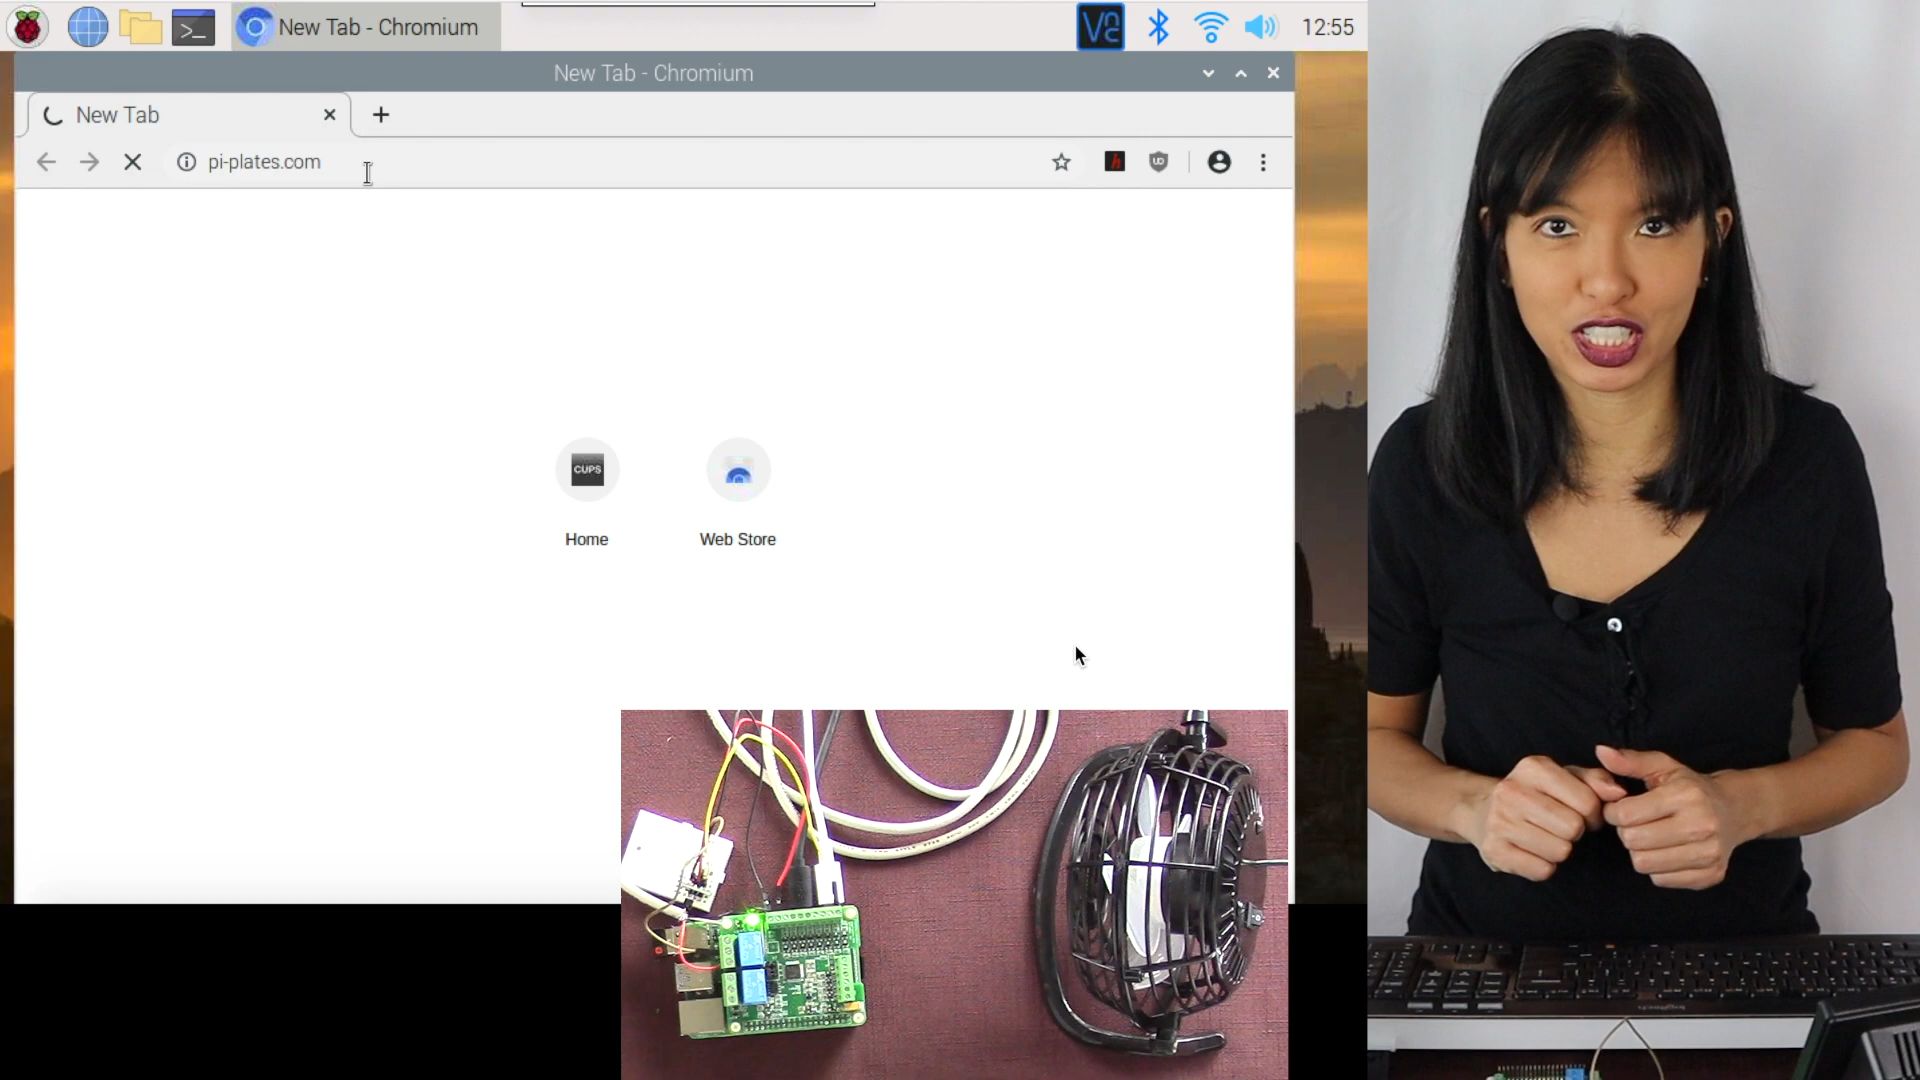 New Tab - Chromium
12:55
New Tab - Chromium
New Tab
pi-plates.com
CUPS
Home
Web Store